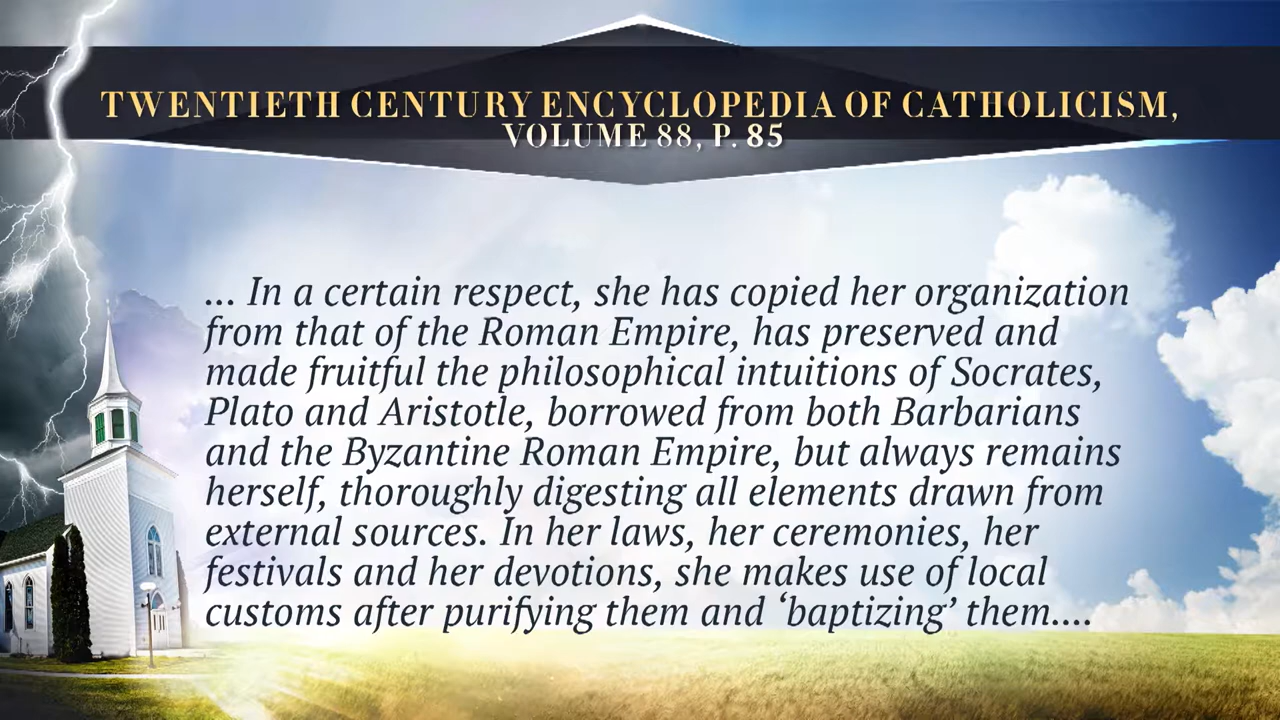 TWENTIETH CENTURY ENCYCLOPEDIA OF CATHOLICISM,
VOLUME 88, P. 85
... In a certain respect, she has copied her organization
from that of the Roman Empire, has preserved and
made fruitful the philosophical intuitions of Socrates,
Plato and Aristotle, borrowed from both Barbarians
and the Byzantine Roman Empire, but always remains
herself, thoroughly digesting all elements drawn from
external sources. In her laws, her ceremonies, her
festivals and her devotions, she makes use of local
customs after purifying them and ‘baptizing’ them....